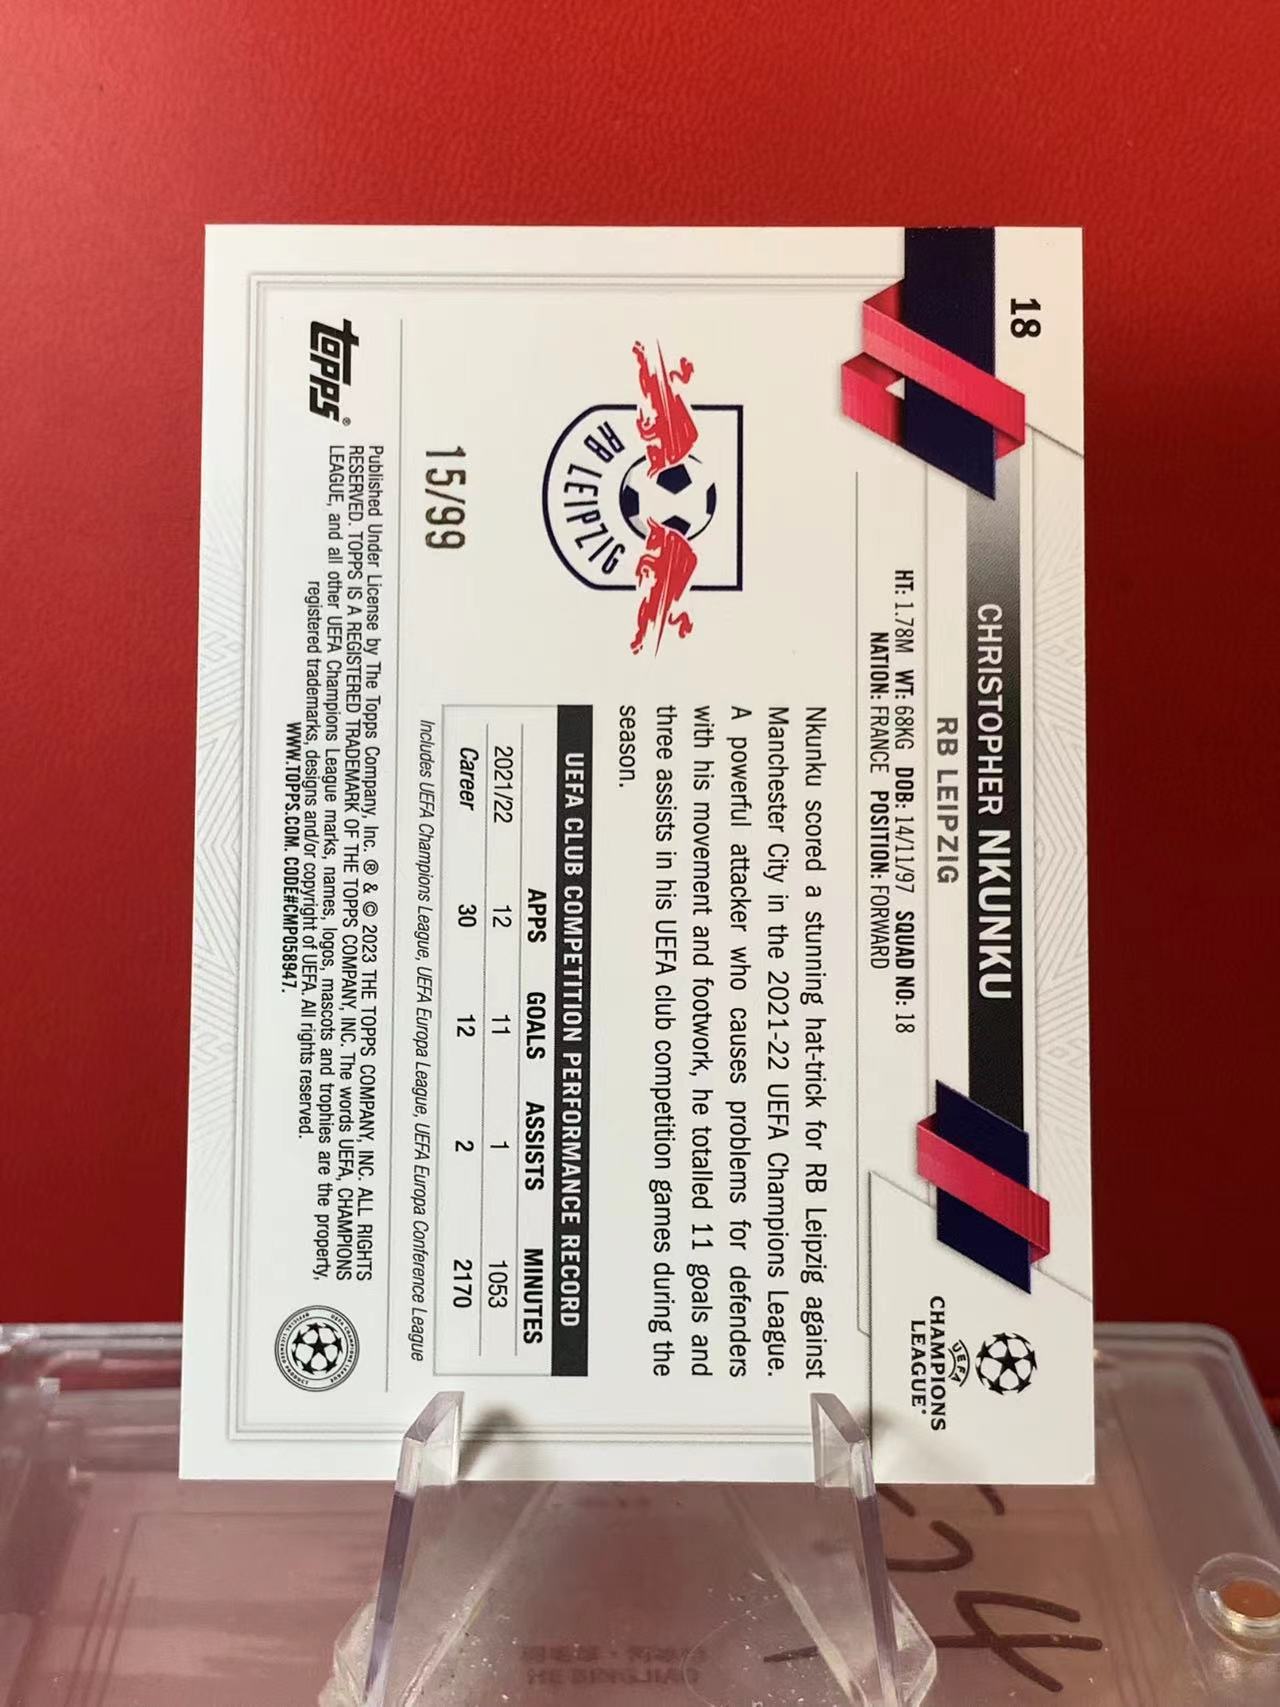 18
CHRISTOPHER NKUNKU
RB LEIPZIG
HT: 1.78M WT: 68KG DOB: 14/11/97 SQUAD NO: 18
NATION: FRANCE POSITION: FORWARD
UEFA
CHAMPIONS
LEAGUE®
RB LEIPZIG
15/99
Nkunku scored a stunning hat-trick for RB Leipzig against
Manchester City in the 2021-22 UEFA Champions League.
A powerful attacker who causes problems for defenders
with his movement and footwork, he totalled 11 goals and
three assists in his UEFA club competition games during the
season.
UEFA CLUB COMPETITION PERFORMANCE RECORD
APPS GOALS ASSISTS MINUTES
2021/22 12 11 1 1053
Career 30 12 2 2170
Includes UEFA Champions League, UEFA Europa League, UEFA Europa Conference League
topps®
Published Under License by The Topps Company, Inc. ® & © 2023 THE TOPPS COMPANY, INC. ALL RIGHTS
RESERVED. TOPPS IS A REGISTERED TRADEMARK OF THE TOPPS COMPANY, INC. The words UEFA, CHAMPIONS
LEAGUE, and all other UEFA Champions League marks, names, logos, mascots and trophies are the property,
registered trademarks, designs and/or copyright of UEFA. All rights reserved.
WWW.TOPPS.COM. CODE#CMP058947.